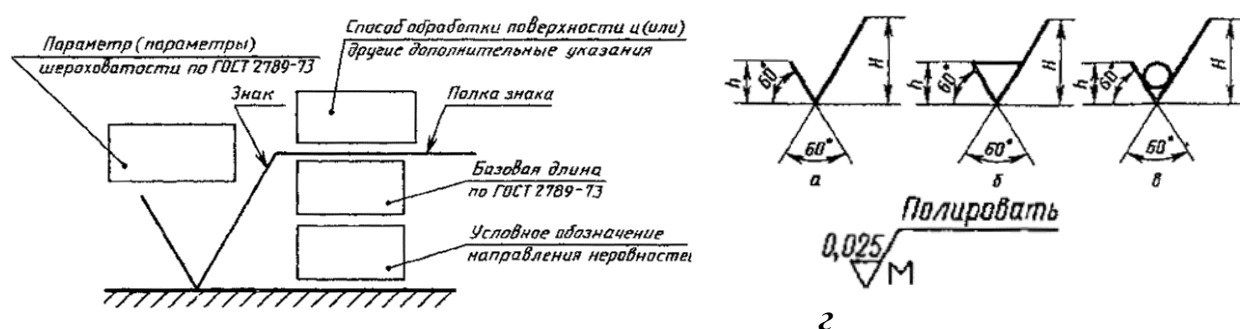 Параметр (параметры)
шероховатости по ГОСТ 2789-73
Знак
Способ обработки поверхности и(или)
другие дополнительные указания
Полка знака
Базовая длина
по ГОСТ 2789-73
Условное обозначение
направления неровностей
h
60°
H
60°
а
h
60°
H
60°
б
h
60°
H
60°
в
Полировать
0,025
М
г